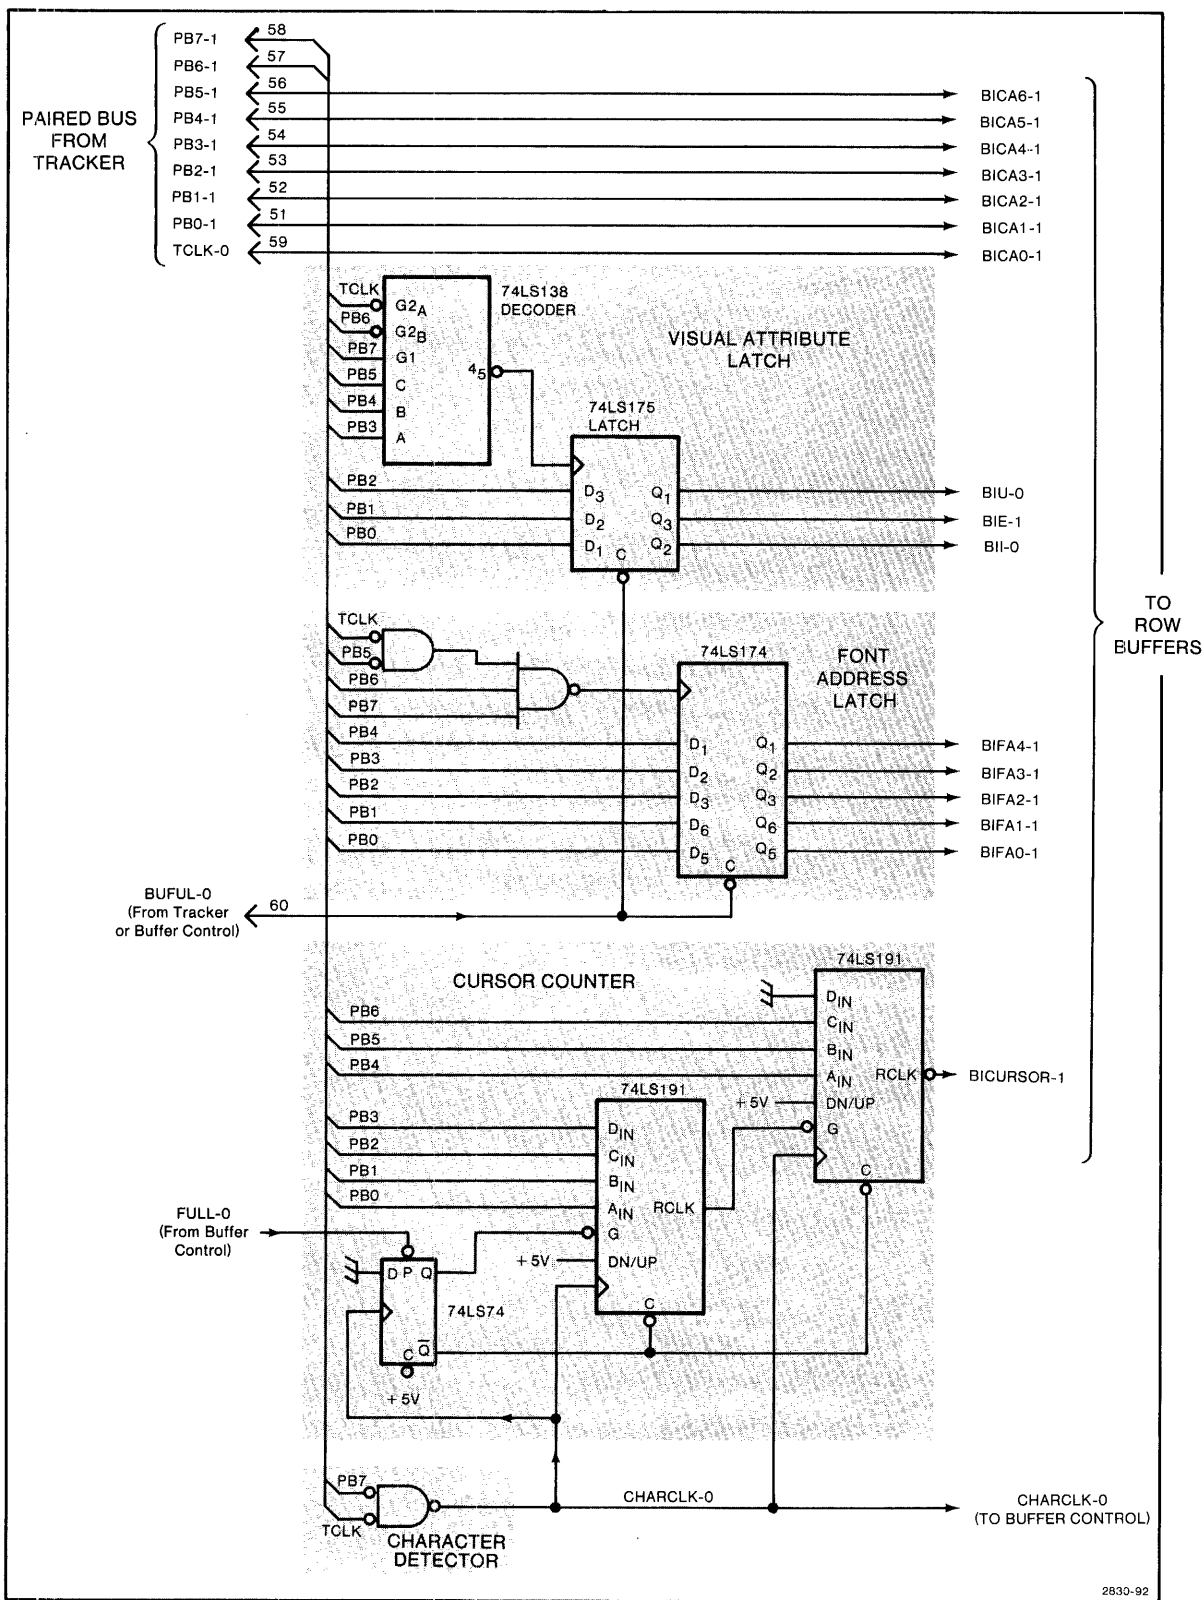 PB7-1 58
PB6-1 57
PB5-1 56 BICA6-1
PB4-1 55 BICA5-1
PB3-1 54 BICA4-1
PB2-1 53 BICA3-1
PB1-1 52 BICA2-1
PB0-1 51 BICA1-1
TCLK-0 59 BICA0-1
PAIRED BUS
FROM
TRACKER
74LS138
DECODER
VISUAL ATTRIBUTE
LATCH
TCLK G2A
PB6 G2B
PB7 G1
PB5 C
PB4 B
PB3 A
45
74LS175
LATCH
PB2 D3 Q1 BIU-0
PB1 D2 Q3 BIE-1
PB0 D1 C Q2 BII-0
TO
ROW
BUFFERS
TCLK
PB5
PB6
PB7
74LS174
FONT
ADDRESS
LATCH
PB4 D1 Q1 BIFA4-1
PB3 D2 Q2 BIFA3-1
PB2 D3 Q3 BIFA2-1
PB1 D6 Q6 BIFA1-1
PB0 D5 C Q5 BIFA0-1
BUFUL-0
(From Tracker
or Buffer Control)
60
CURSOR COUNTER
74LS191
DIN
PB6 CIN
PB5 BIN
PB4 AIN RCLK BICURSOR-1
+5V DN/UP
G
C
74LS191
PB3 DIN
PB2 CIN
PB1 BIN
PB0 AIN RCLK
G
+5V DN/UP
C
FULL-0
(From Buffer
Control)
D P Q
74LS74
C Q
+5V
PB7
TCLK
CHARACTER
DETECTOR
CHARCLK-0
CHARCLK-0
(TO BUFFER CONTROL)
2830-92